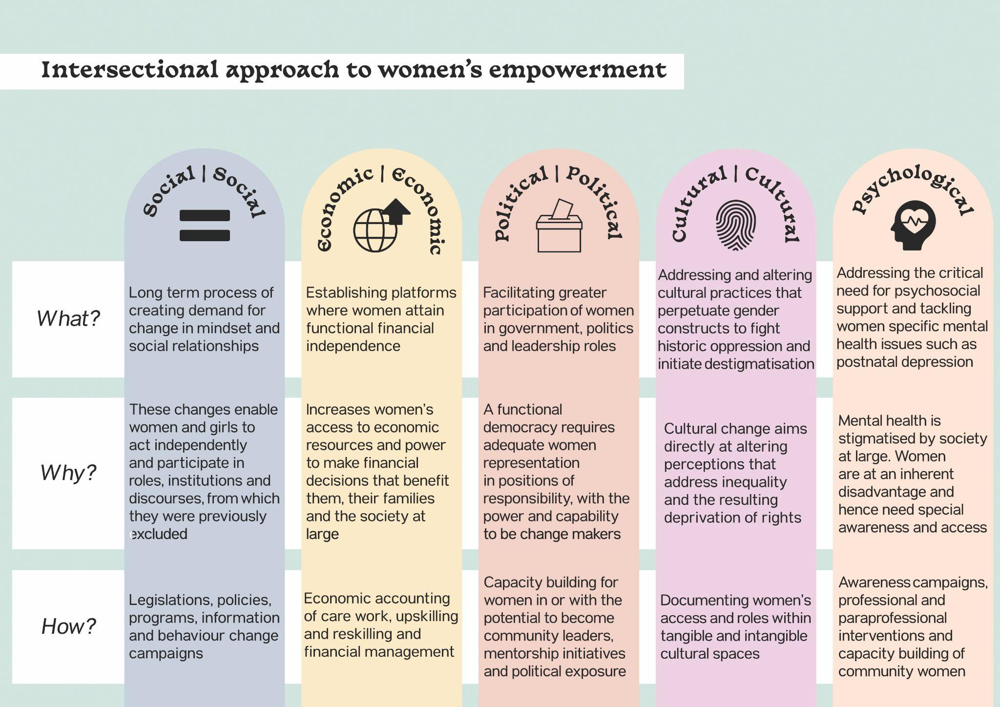 Intersectional approach to women's empowerment
Social | Social
Economic | Economic
Political | Political
Cultural | Cultural
Psychological
What?
Long term process of
creating demand for
change in mindset and
social relationships
Establishing platforms
where women attain
functional financial
independence
Facilitating greater
participation of women
in government, politics
and leadership roles
Addressing and altering
cultural practices that
perpetuate gender
constructs to fight
historic oppression and
initiate destigmatisation
Addressing the critical
need for psychosocial
support and tackling
women specific mental
health issues such as
postnatal depression
Why?
These changes enable
women and girls to
act independently
and participate in
roles, institutions and
discourses, from which
they were previously
excluded
Increases women's
access to economic
resources and power
to make financial
decisions that benefit
them, their families
and the society at
large
A functional
democracy requires
adequate women
representation
in positions of
responsibility, with the
power and capability
to be change makers
Cultural change aims
directly at altering
perceptions that
address inequality
and the resulting
deprivation of rights
Mental health is
stigmatised by society
at large. Women
are at an inherent
disadvantage and
hence need special
awareness and access
How?
Legislations, policies,
programs, information
and behaviour change
campaigns
Economic accounting
of care work, upskilling
and reskilling and
financial management
Capacity building for
women in or with the
potential to become
community leaders,
mentorship initiatives
and political exposure
Documenting women's
access and roles within
tangible and intangible
cultural spaces
Awareness campaigns,
professional and
paraprofessional
interventions and
capacity building of
community women